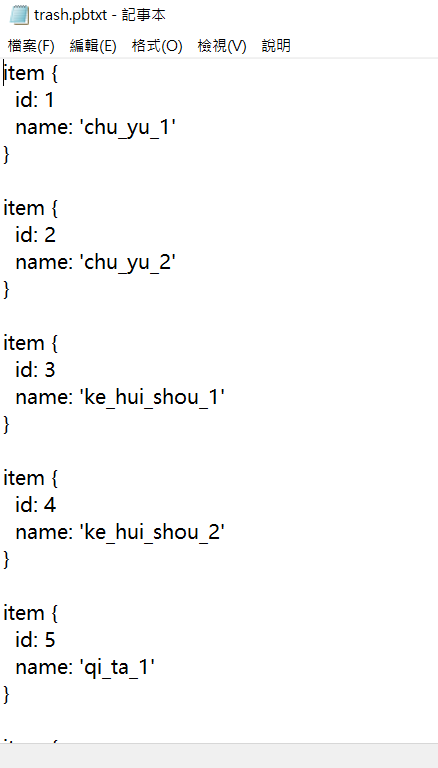 trash.pbtxt - 記事本
檔案(F) 編輯(E) 格式(O) 檢視(V) 說明
item {
  id: 1
  name: 'chu_yu_1'
}

item {
  id: 2
  name: 'chu_yu_2'
}

item {
  id: 3
  name: 'ke_hui_shou_1'
}

item {
  id: 4
  name: 'ke_hui_shou_2'
}

item {
  id: 5
  name: 'qi_ta_1'
}